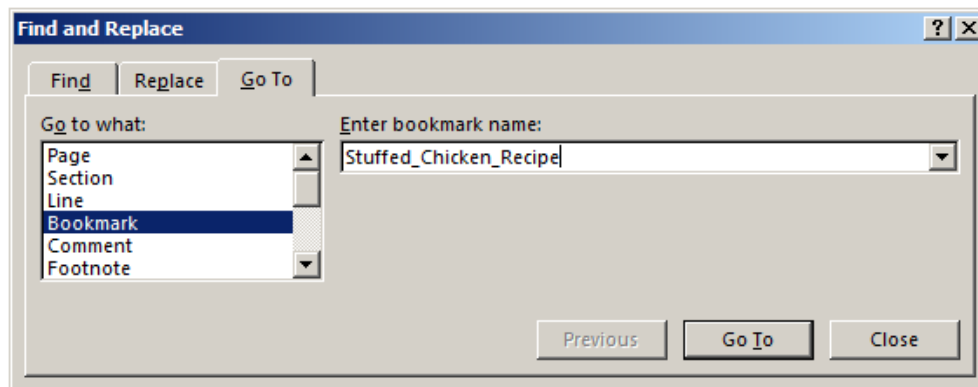 Find and Replace
Find Replace Go To
Go to what: Enter bookmark name:
Page Stuffed_Chicken_Recipe
Section
Line
Bookmark
Comment
Footnote
Previous Go To Close